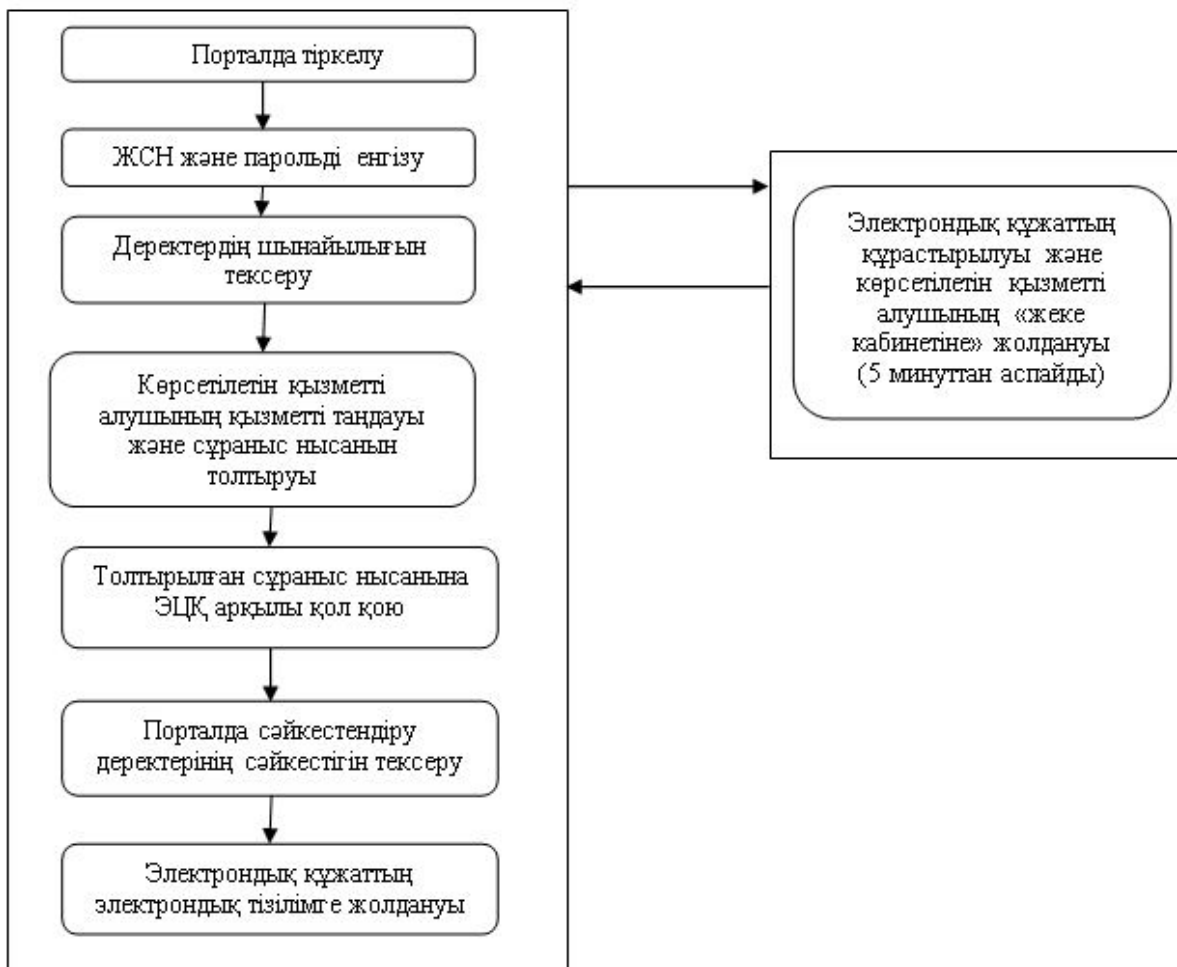 Порталда тіркелу
ЖСН және парольді енгізу
Деректердің шынайылығын
тексеру
Көрсетілетін қызметті
алушының қызметті таңдауы
және сұраныс нысанын
толтыруы
Толтырылған сұраныс нысанына
ЭЦҚ арқылы қол қою
Порталда сәйкестендіру
деректерінің сәйкестігін тексеру
Электрондық құжаттың
электрондық тізілімге жолдануы
Электрондық құжаттың
құрастырылуы және
көрсетілетін қызметті
алушының «жеке
кабинетіне» жолдануы
(5 минуттан аспайды)